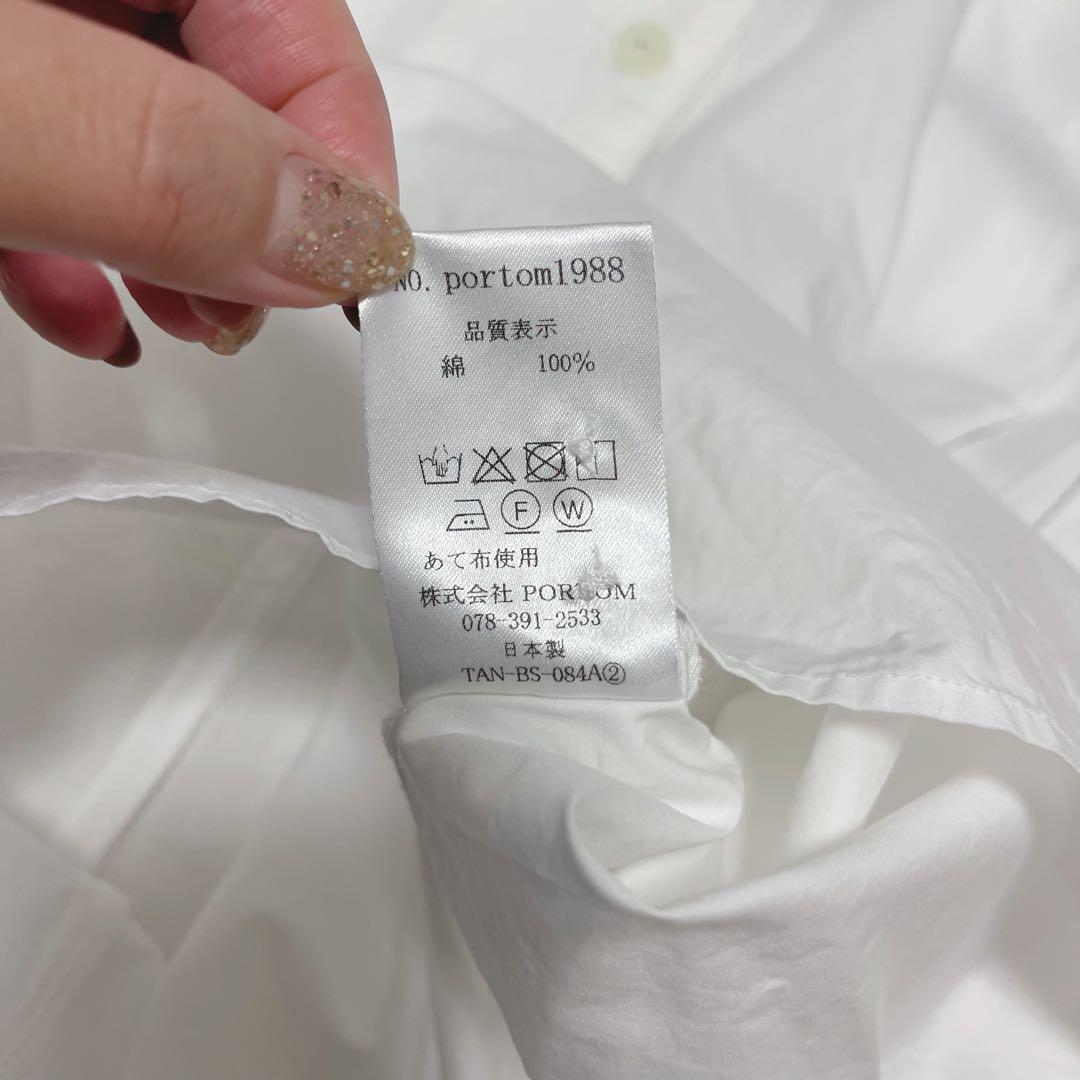 NO. portom1988
品質表示
綿 100%
F W
あて布使用
株式会社 PORTOM
078-391-2533
日本製
TAN-BS-084A②